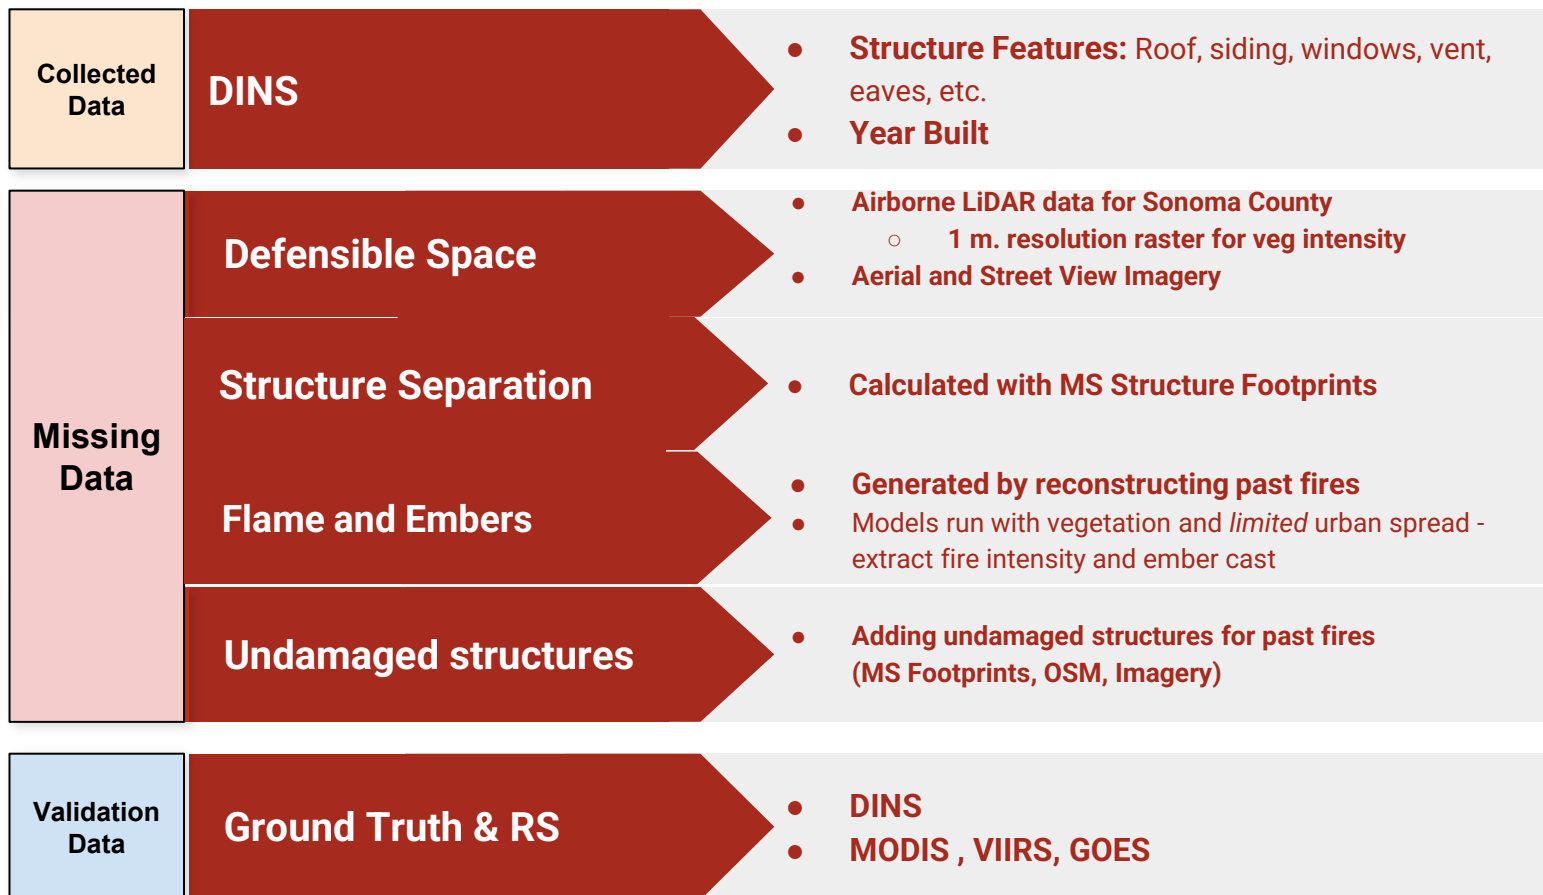 Collected
Data
DINS
● Structure Features: Roof, siding, windows, vent,
eaves, etc.
● Year Built
Missing
Data
Defensible Space
● Airborne LiDAR data for Sonoma County
○ 1 m. resolution raster for veg intensity
● Aerial and Street View Imagery
Structure Separation
● Calculated with MS Structure Footprints
Flame and Embers
● Generated by reconstructing past fires
● Models run with vegetation and limited urban spread -
extract fire intensity and ember cast
Undamaged structures
● Adding undamaged structures for past fires
(MS Footprints, OSM, Imagery)
Validation
Data
Ground Truth & RS
● DINS
● MODIS , VIIRS, GOES